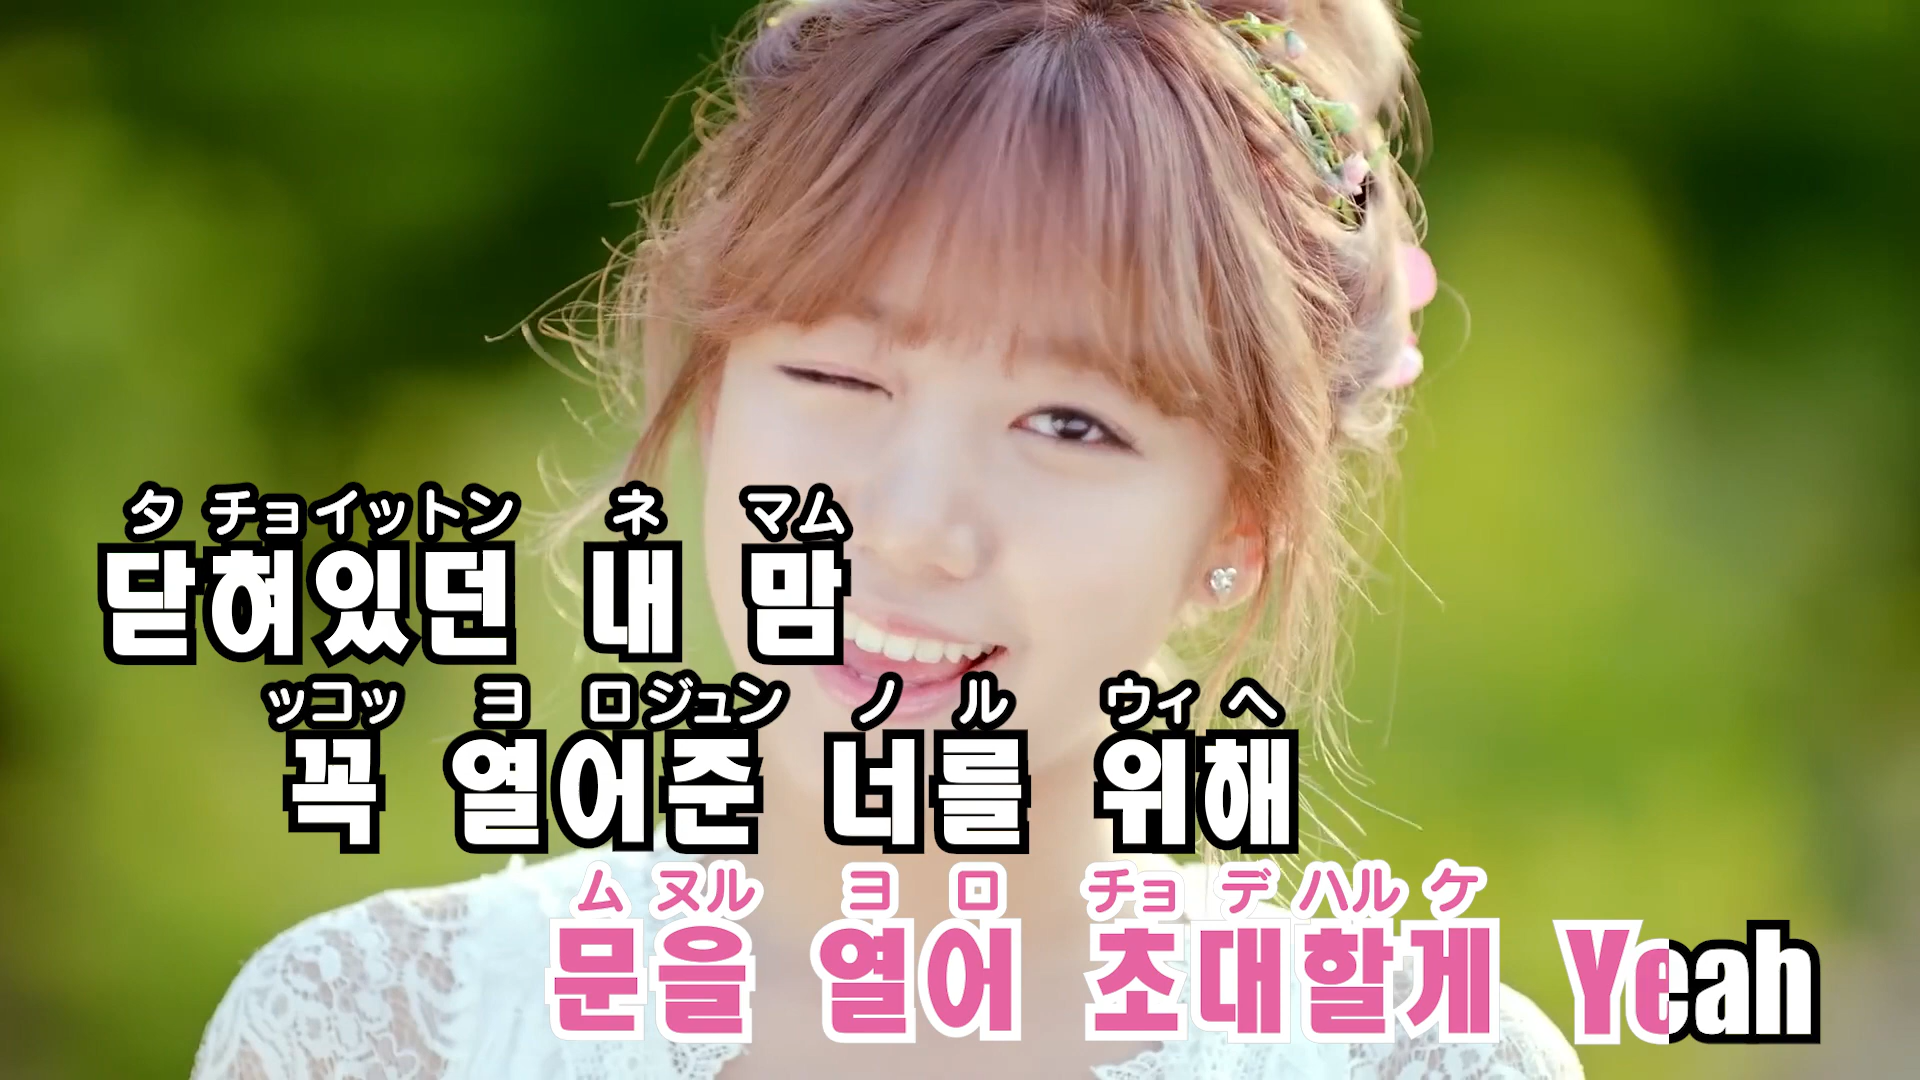 タ チョイットン ネ マム
닫혀있던 내 맘
ッコッ ヨ ロジュン ノ ル ウィ ヘ
꼭 열어준 너를 위해
ム ヌル ヨ ロ チョ デ ハル ケ
문을 열어 초대할게 Yeah